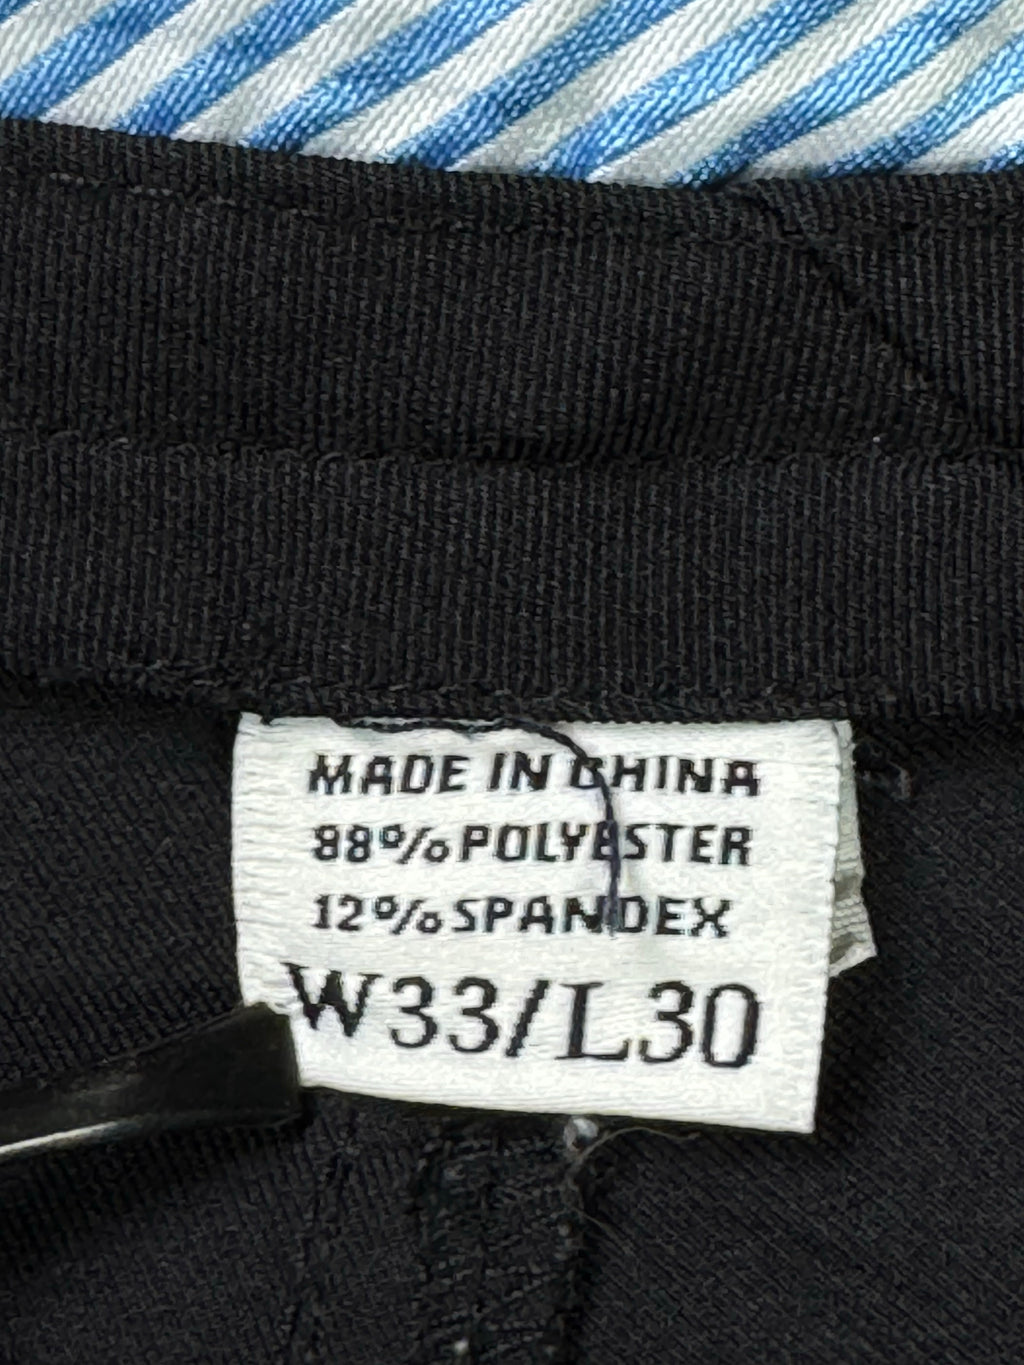 MADE IN CHINA
88% POLYESTER
12% SPANDEX
W33/L30